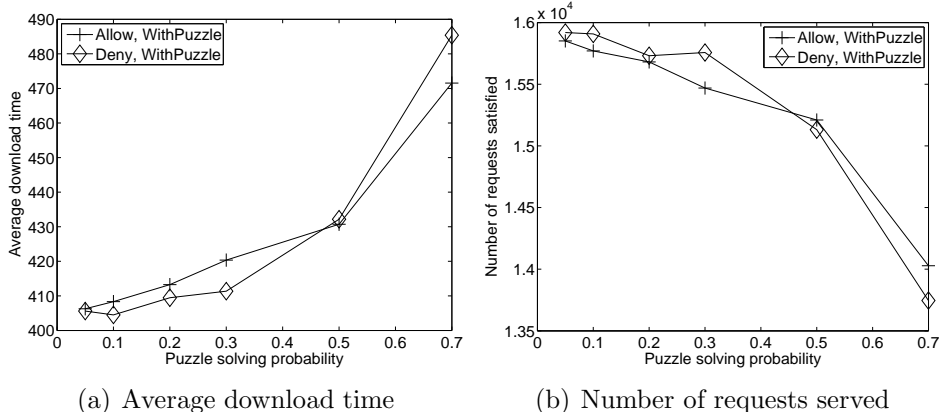 490
480
470
460
450
440
430
420
410
400
Average download time
Allow, WithPuzzle
Deny, WithPuzzle
0 0.1 0.2 0.3 0.4 0.5 0.6 0.7
Puzzle solving probability
(a) Average download time
x 10^4
1.6
1.55
1.5
1.45
1.4
1.35
Number of requests satisfied
Allow, WithPuzzle
Deny, WithPuzzle
0 0.1 0.2 0.3 0.4 0.5 0.6 0.7
Puzzle solving probability
(b) Number of requests served